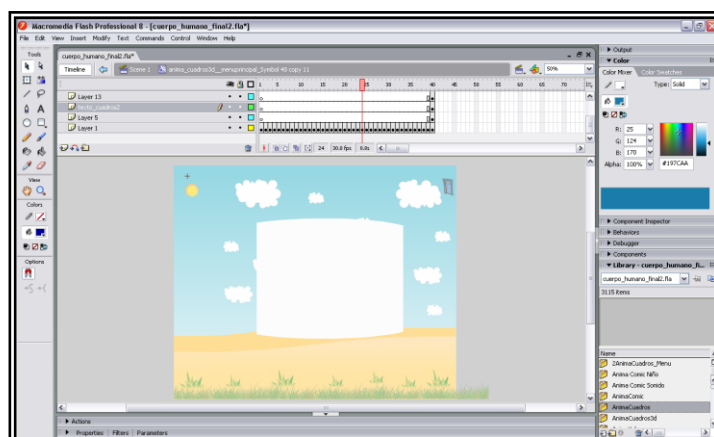 Macromedia Flash Professional 8 - [cuerpo_humano_final2.fla*]
File Edit View Insert Modify Text Commands Control Window Help
Tools
View
Colors
Options
cuerpo_humano_final2.fla*
Timeline Scene 1 anima_cuadros3d__menuprincipal_Symbol 48 copy 11 50%
1 5 10 15 20 25 30 35 40 45 50 55 60 65 70
Layer 13
texto_cuadros2
Layer 5
Layer 1
24 30.0 fps 0.8s
Actions
Properties Filters Parameters
Output
Color
Color Mixer Color Swatches
Type: Solid
R: 25
G: 124
B: 170
Alpha: 100% #197CAA
Component Inspector
Behaviors
Debugger
Components
Library - cuerpo_humano_fi...
cuerpo_humano_final2.fla
3115 items
Name
2AnimaCuadros_Menu
Anima Comic Niño
Anima Comic Sonido
AnimaComic
AnimaCuadros
AnimaCuadros3d